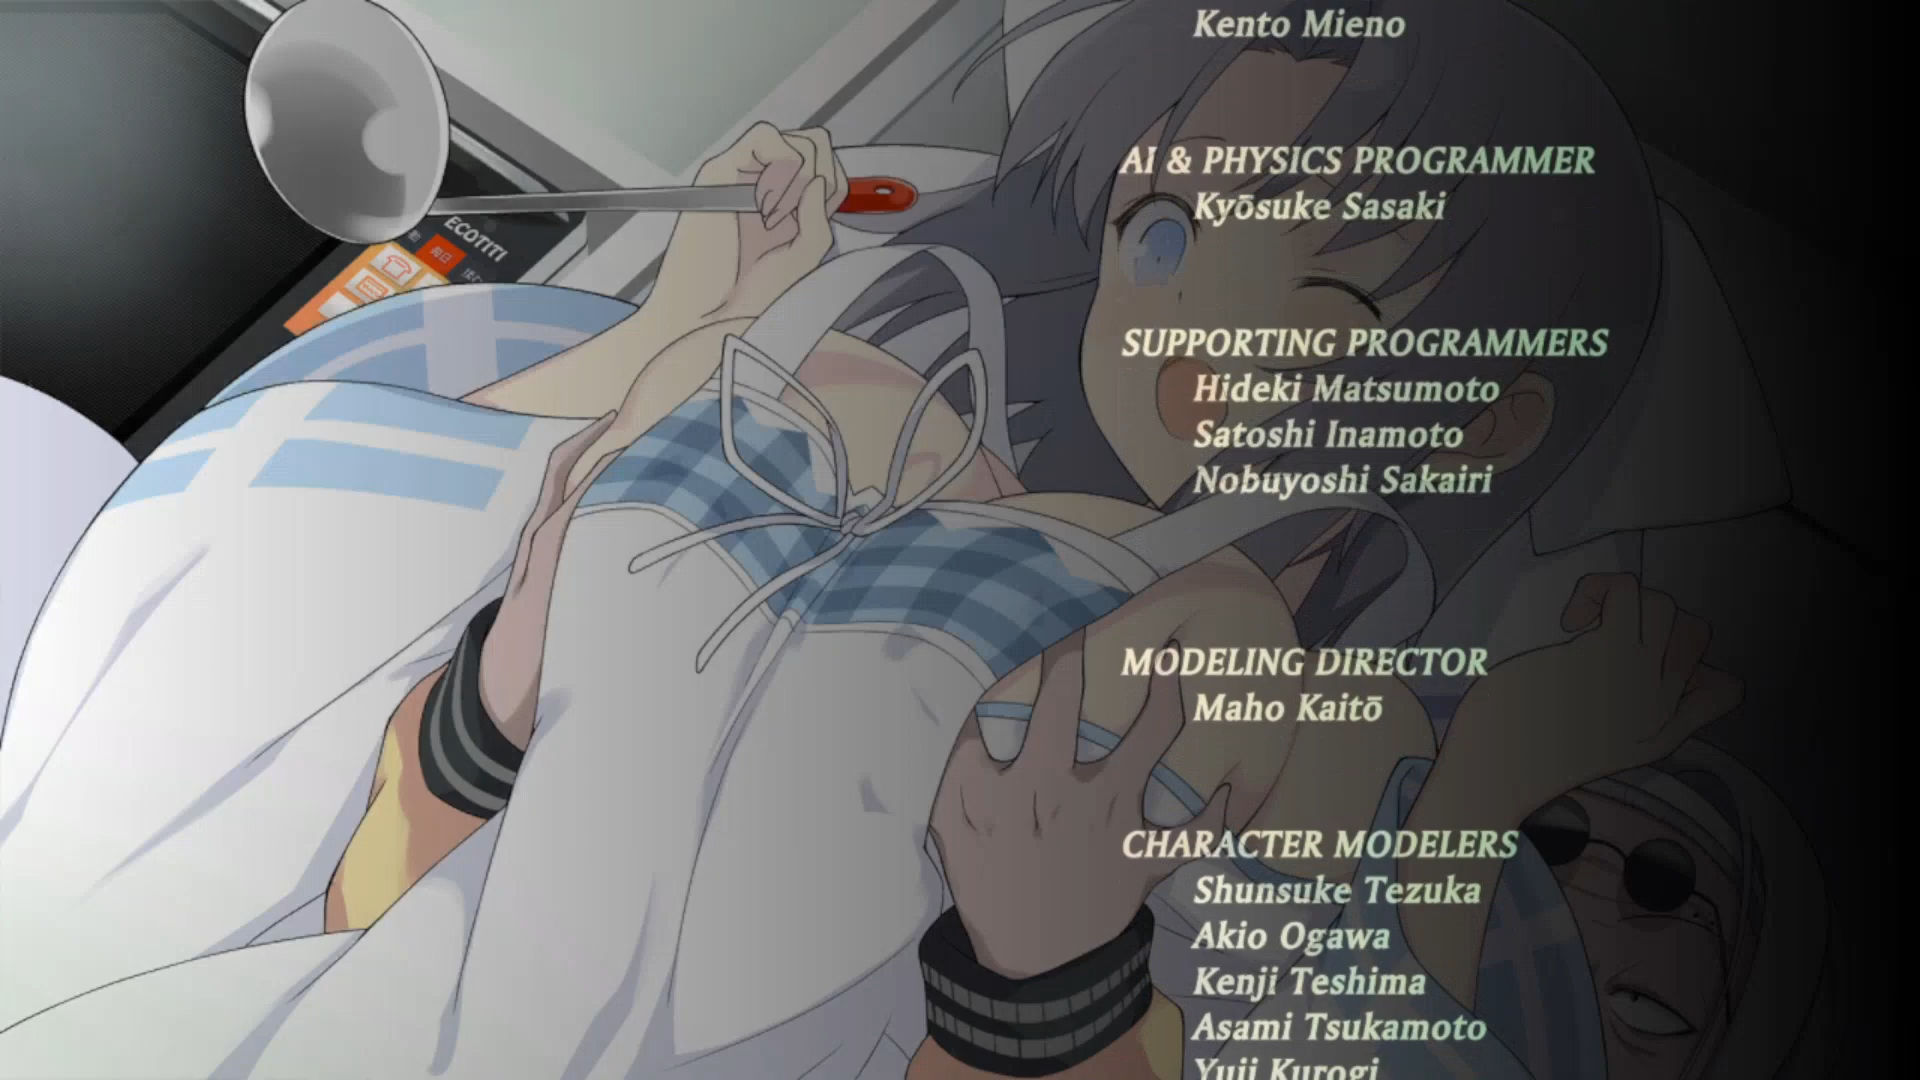 Kento Mieno
AI & PHYSICS PROGRAMMER
Kyōsuke Sasaki
ECOTITI
SUPPORTING PROGRAMMERS
Hideki Matsumoto
Satoshi Inamoto
Nobuyoshi Sakairi
MODELING DIRECTOR
Maho Kaitō
CHARACTER MODELERS
Shunsuke Tezuka
Akio Ogawa
Kenji Teshima
Asami Tsukamoto
Yuji Kurogi